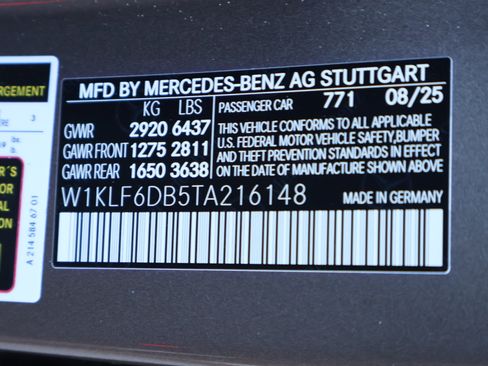 MFD BY MERCEDES-BENZ AG STUTTGART
KG LBS
GVWR 2920 6437
GAWR FRONT 1275 2811
GAWR REAR 1650 3638
PASSENGER CAR 771 08/25
THIS VEHICLE CONFORMS TO ALL APPLICABLE
U.S. FEDERAL MOTOR VEHICLE SAFETY, BUMPER
AND THEFT PREVENTION STANDARDS IN EFFECT
ON THE DATE OF MANUFACTURE SHOWN ABOVE
W1KLF6DB5TA216148
MADE IN GERMANY
3
A 214 584 67 01